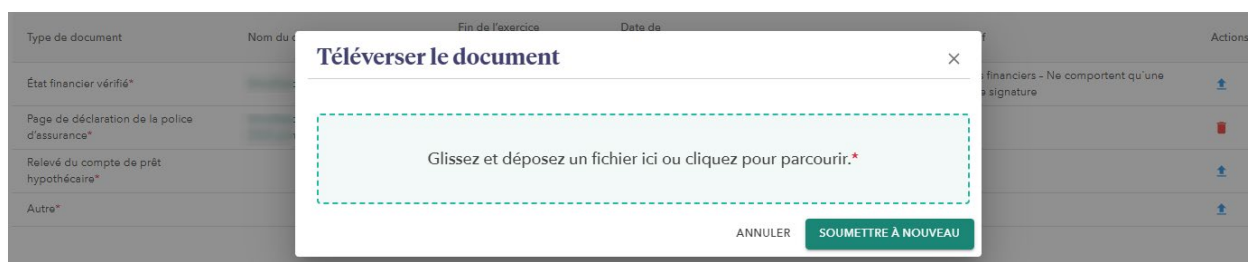 Type de document
Nom du
Fin de l'exercice
Date de
Actions
Téléverser le document
×
État financier vérifié*
financiers - Ne comportent qu'une
signature
Page de déclaration de la police
d'assurance*
Glissez et déposez un fichier ici ou cliquez pour parcourir.*
Relevé du compte de prêt
hypothécaire*
Autre*
ANNULER
SOUMETTRE À NOUVEAU